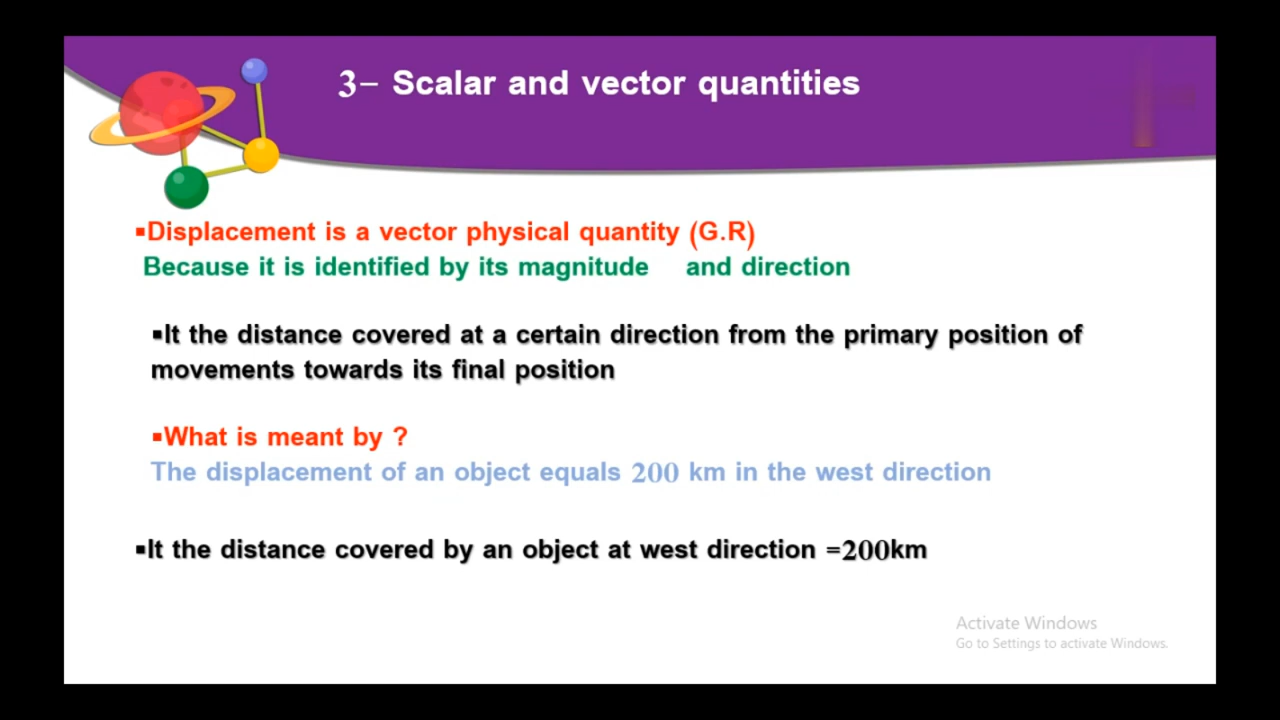 3– Scalar and vector quantities
▪Displacement is a vector physical quantity (G.R)
Because it is identified by its magnitude and direction
▪It the distance covered at a certain direction from the primary position of
movements towards its final position
▪What is meant by ?
The displacement of an object equals 200 km in the west direction
▪It the distance covered by an object at west direction =200km
Activate Windows
Go to Settings to activate Windows.